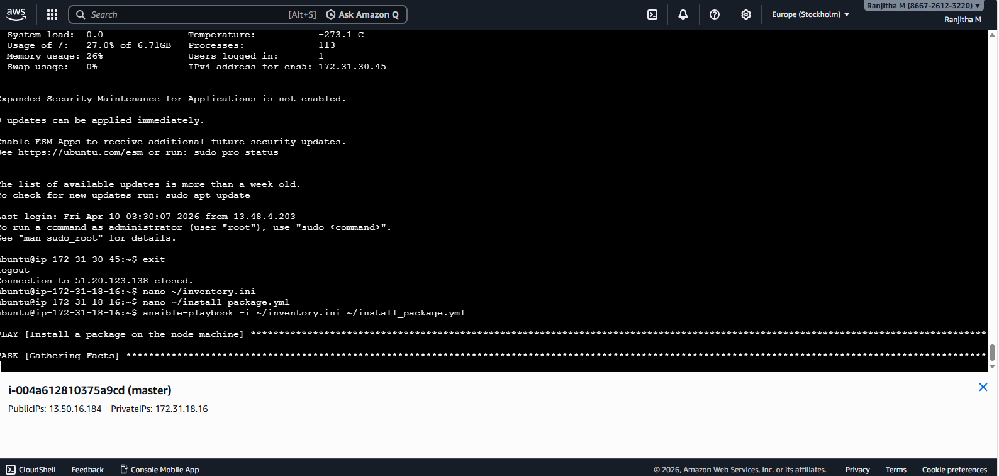 aws
Search [Alt+S] Ask Amazon Q
Europe (Stockholm)
Ranjitha M (8667-2612-3220)
Ranjitha M
System load: 0.0 Temperature: -273.1 C
Usage of /: 27.0% of 6.71GB Processes: 113
Memory usage: 26% Users logged in: 1
Swap usage: 0% IPv4 address for ens5: 172.31.30.45
xpanded Security Maintenance for Applications is not enabled.
updates can be applied immediately.
nable ESM Apps to receive additional future security updates.
ee https://ubuntu.com/esm or run: sudo pro status
he list of available updates is more than a week old.
o check for new updates run: sudo apt update
ast login: Fri Apr 10 03:30:07 2026 from 13.48.4.203
o run a command as administrator (user "root"), use "sudo <command>".
ee "man sudo_root" for details.
buntu@ip-172-31-30-45:~$ exit
ogout
onnection to 51.20.123.138 closed.
buntu@ip-172-31-18-16:~$ nano ~/inventory.ini
buntu@ip-172-31-18-16:~$ nano ~/install_package.yml
buntu@ip-172-31-18-16:~$ ansible-playbook -i ~/inventory.ini ~/install_package.yml
LAY [Install a package on the node machine] **********************************************************************************************************************************
ASK [Gathering Facts] ********************************************************************************************************************************************************
i-004a612810375a9cd (master)
PublicIPs: 13.50.16.184 PrivateIPs: 172.31.18.16
CloudShell Feedback Console Mobile App © 2026, Amazon Web Services, Inc. or its affiliates. Privacy Terms Cookie preferences